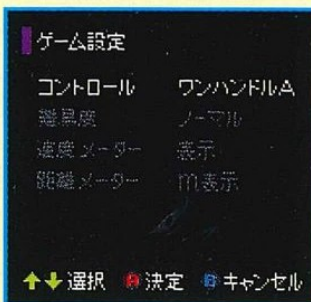 ゲーム設定
コントロール ワンハンドルA
難易度 ノーマル
速度メーター 表示
距離メーター m表示
↑↓選択 A決定 B キャンセル